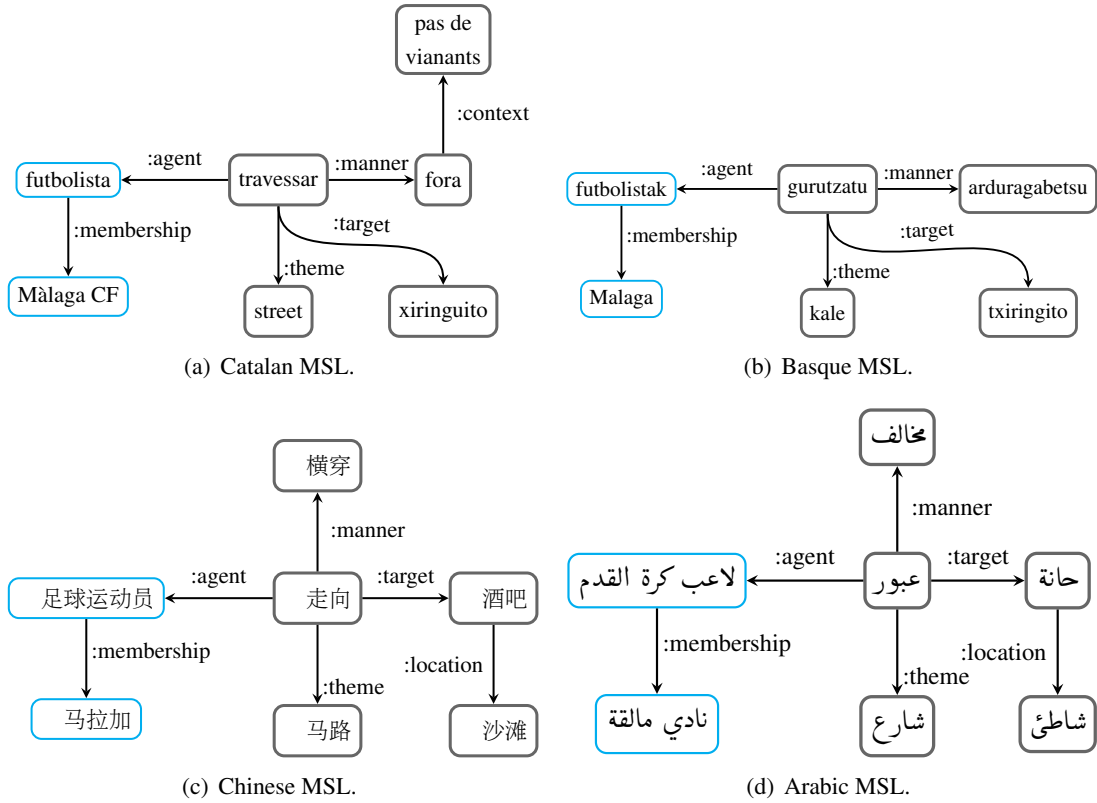 pas de
vianants
:context
:agent
:manner
futbolista
travessar
fora
:membership
:target
:theme
Màlaga CF
street
xiringuito
(a) Catalan MSL.
:agent
:manner
futbolistak
gurutzatu
arduragabetsu
:membership
:target
:theme
Malaga
kale
txiringito
(b) Basque MSL.
横穿
:manner
:agent
:target
足球运动员
走向
酒吧
:membership
:location
:theme
马拉加
马路
沙滩
(c) Chinese MSL.
مخالف
:manner
:agent
:target
لاعب كرة القدم
عبور
حانة
:membership
:location
:theme
نادي مالقة
شارع
شاطئ
(d) Arabic MSL.